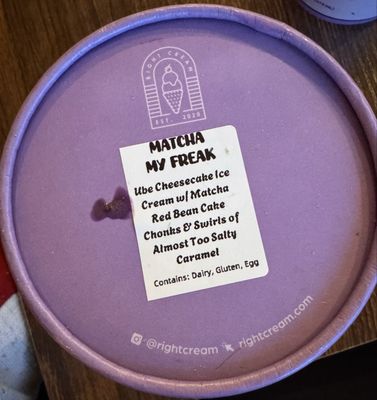 RIGHT CREAM
EST. 2020
MATCHA
MY FREAK
Ube Cheesecake Ice
Cream w/ Matcha
Red Bean Cake
Chonks & Swirls of
Almost Too Salty
Caramel
Contains: Dairy, Gluten, Egg
@rightcream rightcream.com